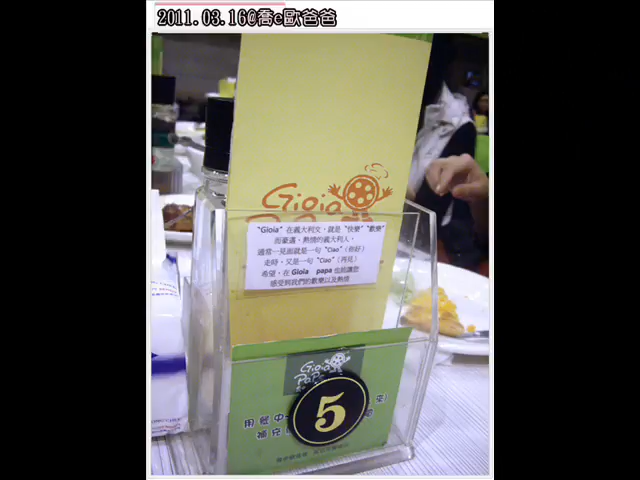 2011.03.16@喬c歐爸爸
Gioia
"Gioia" 在義大利文，就是 "快樂" "歡樂"
而豪邁、熱情的義大利人，
通常一見面就是一句 "Ciao"（你好）
走時，又是一句 "Ciao"（再見）
希望，在 Gioia papa 也能讓您
感受到我們的歡樂以及熱情
Gioia
PaPa
5
用餐中
來
補充